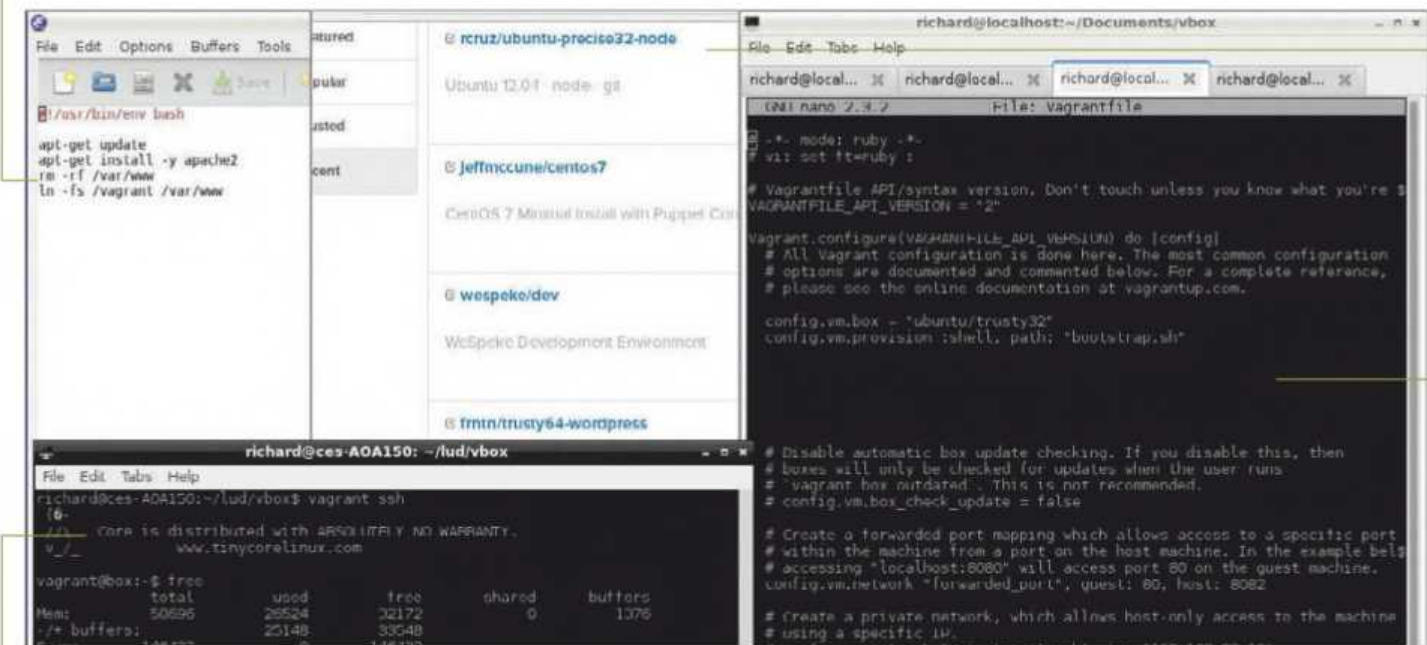 File Edit Options Buffers Tools
Save
#!/usr/bin/env bash
apt-get update
apt-get install -y apache2
rm -rf /var/www
ln -fs /vagrant /var/www
atured
pular
usted
cent
rcruz/ubuntu-precise32-node
Ubuntu 12.04 node git
jeffmccune/centos7
CentOS 7 Minimal Install with Puppet
wespeke/dev
WeSpeke Development Environment
frntn/trusty64-wordpress
richard@localhost:~/Documents/vbox
File Edit Tabs Help
richard@local... richard@local... richard@local... richard@local...
GNU nano 2.3.2 File: Vagrantfile
# -*- mode: ruby -*-
# vi: set ft=ruby :
# Vagrantfile API/syntax version. Don't touch unless you know what you're $
VAGRANTFILE_API_VERSION = "2"
Vagrant.configure(VAGRANTFILE_API_VERSION) do |config|
# All Vagrant configuration is done here. The most common configuration
# options are documented and commented below. For a complete reference,
# please see the online documentation at vagrantup.com.
config.vm.box = "ubuntu/trusty32"
config.vm.provision :shell, path: "bootstrap.sh"
# Disable automatic box update checking. If you disable this, then
# boxes will only be checked for updates when the user runs
# `vagrant box outdated`. This is not recommended.
# config.vm.box_check_update = false
# Create a forwarded port mapping which allows access to a specific port
# within the machine from a port on the host machine. In the example bel$
# accessing "localhost:8080" will access port 80 on the guest machine.
config.vm.network "forwarded_port", guest: 80, host: 8082
# Create a private network, which allows host-only access to the machine
# using a specific IP.
richard@ces-AOA150: ~/lud/vbox
File Edit Tabs Help
richard@ces-AOA150:~/lud/vbox$ vagrant ssh
//\ Core is distributed with ABSOLUTELY NO WARRANTY.
v_/_ www.tinycorelinux.com
vagrant@box:~$ free
total used free shared buffers
Mem: 50696 26524 32172 0 1376
-/+ buffers: 25148 33548